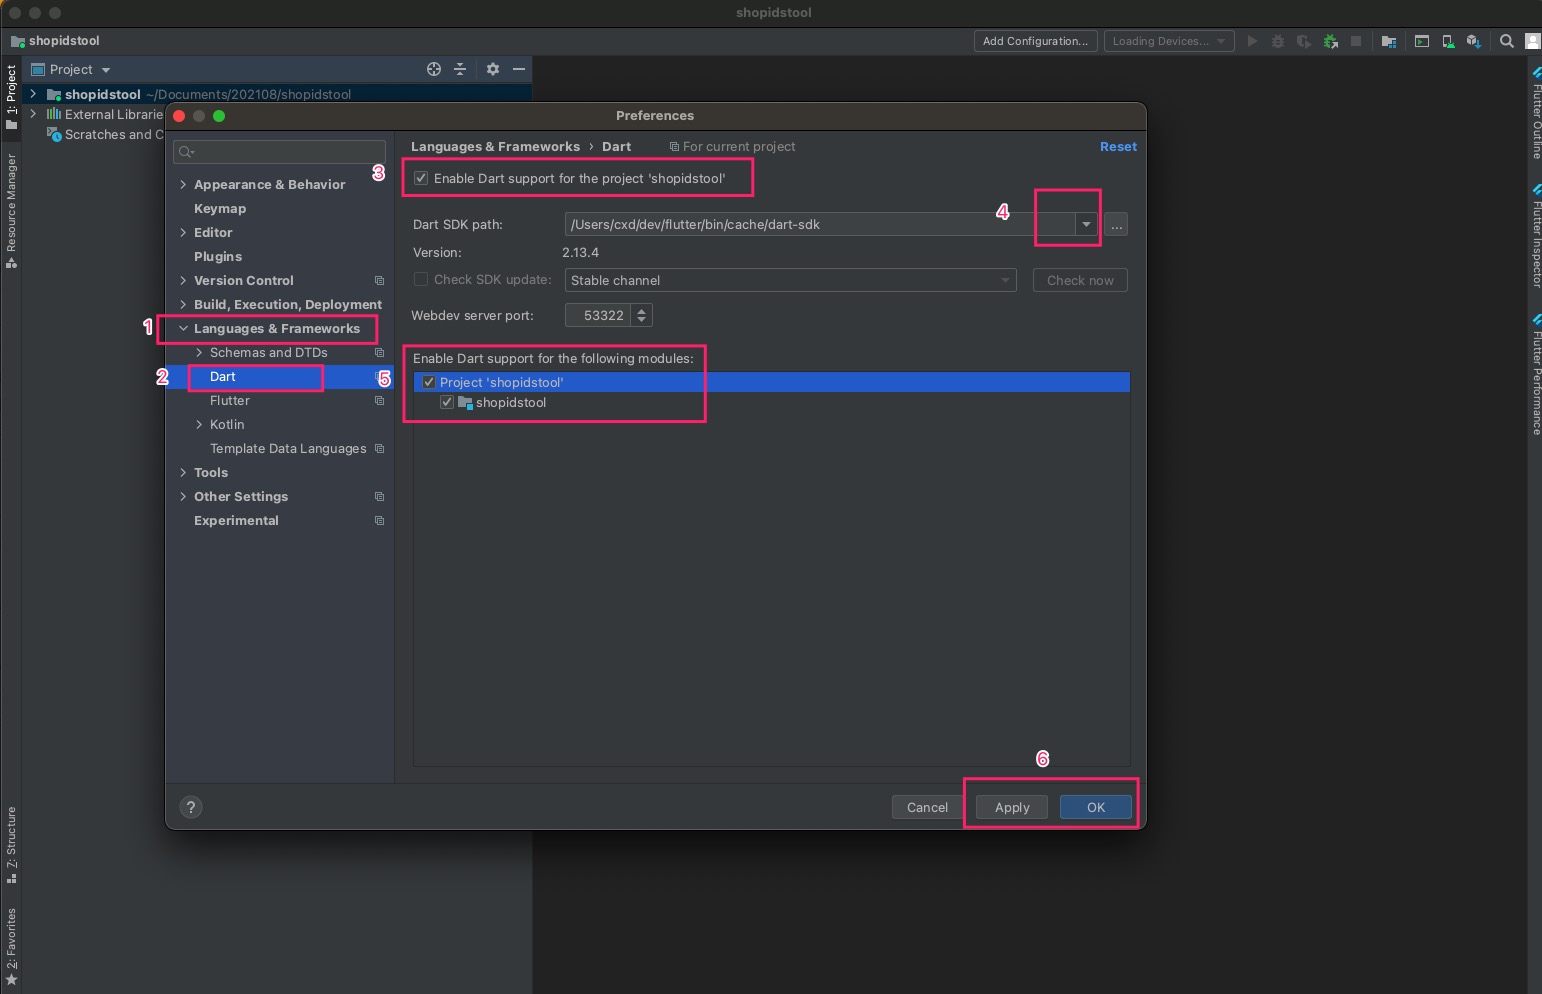 shopidstool
shopidstool
Add Configuration...
Loading Devices...
Project
shopidstool ~/Documents/202108/shopidstool
External Librarie
Scratches and C
1: Project
Resource Manager
Z: Structure
2: Favorites
Flutter Outline
Flutter Inspector
Flutter Performance
Preferences
Appearance & Behavior
Keymap
Editor
Plugins
Version Control
Build, Execution, Deployment
1
Languages & Frameworks
Schemas and DTDs
2
Dart
Flutter
Kotlin
Template Data Languages
Tools
Other Settings
Experimental
Languages & Frameworks › Dart
For current project
Reset
3
Enable Dart support for the project 'shopidstool'
4
Dart SDK path:
/Users/cxd/dev/flutter/bin/cache/dart-sdk
...
Version:
2.13.4
Check SDK update:
Stable channel
Check now
Webdev server port:
53322
5
Enable Dart support for the following modules:
Project 'shopidstool'
shopidstool
6
?
Cancel
Apply
OK